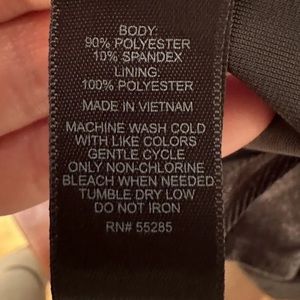 BODY:
90% POLYESTER
10% SPANDEX
LINING:
100% POLYESTER
MADE IN VIETNAM
MACHINE WASH COLD
WITH LIKE COLORS
GENTLE CYCLE
ONLY NON-CHLORINE
BLEACH WHEN NEEDED
TUMBLE DRY LOW
DO NOT IRON
RN# 55285